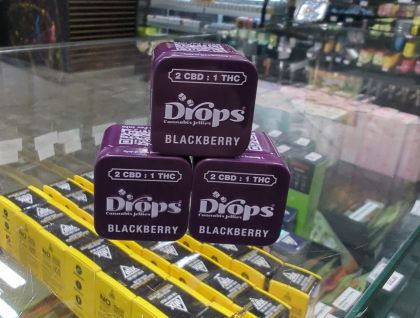 2 CBD : 1 THC
Drops
Cannabis Jellies
BLACKBERRY
2 CBD : 1 THC
Drops
Cannabis Jellies
BLACKBERRY
2 CBD : 1 THC
Drops
Cannabis Jellies
BLACKBERRY